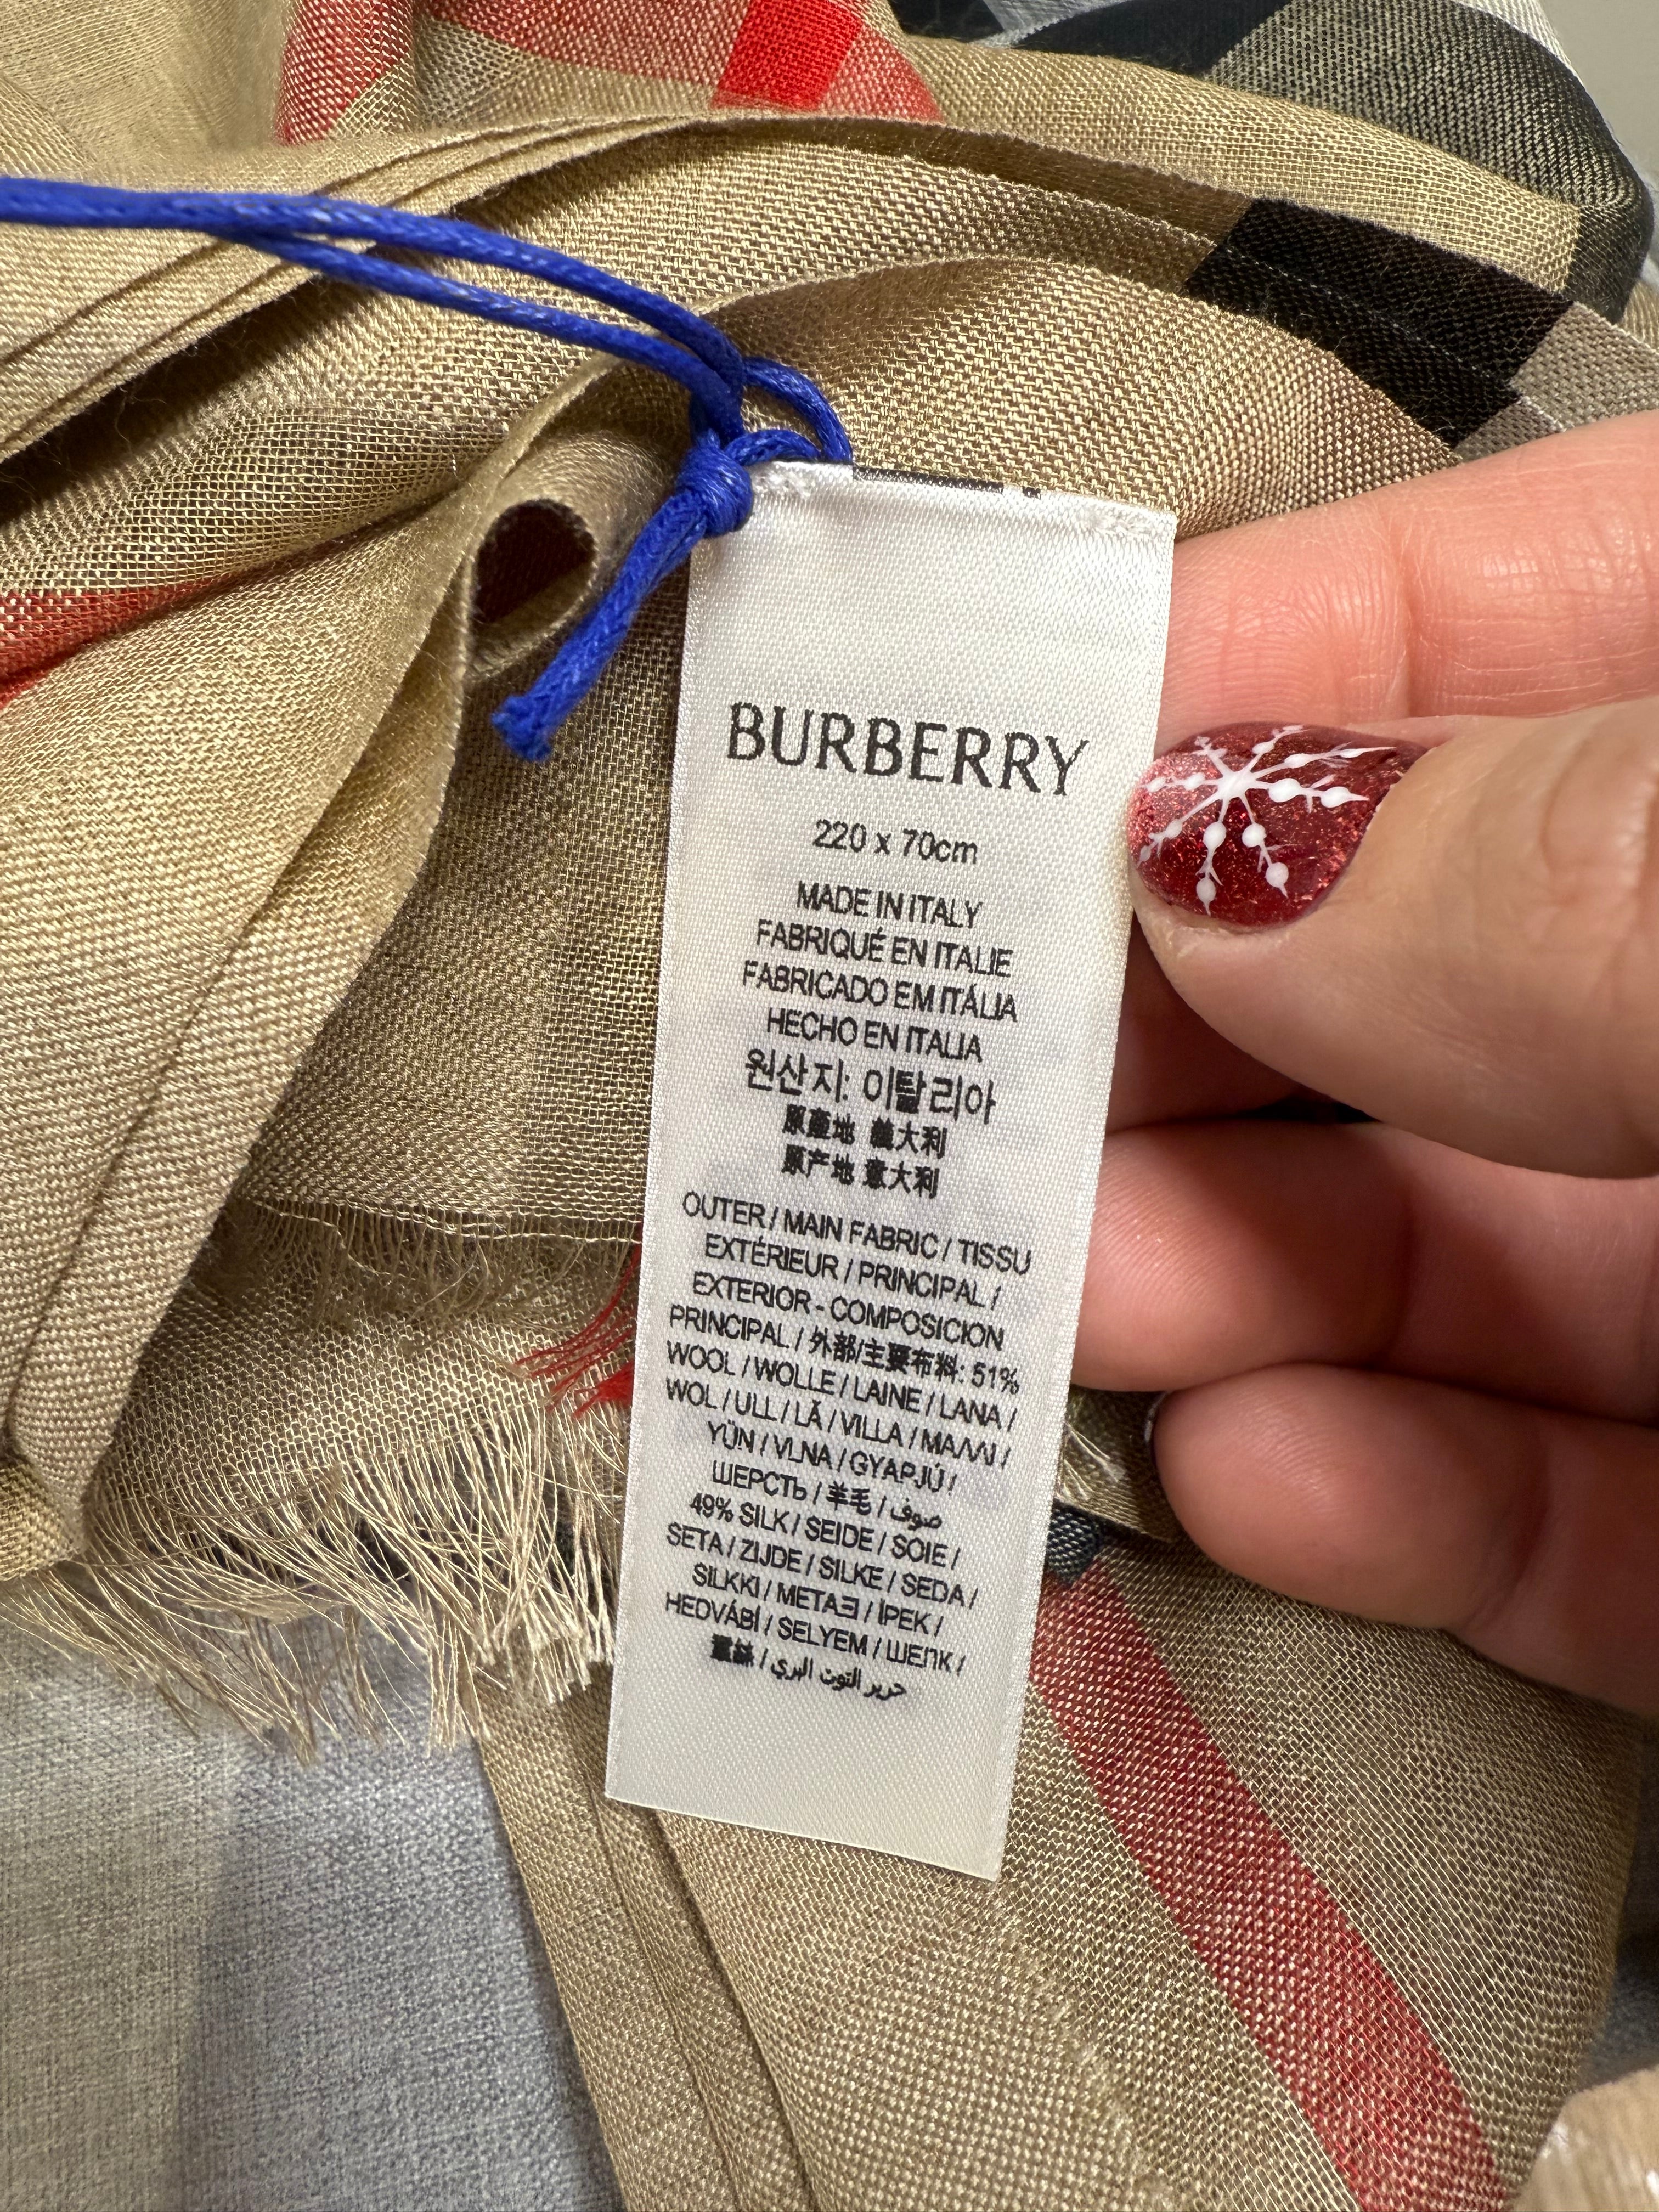 BURBERRY
220 x 70cm
MADE IN ITALY
FABRIQUÉ EN ITALIE
FABRICADO EM ITÁLIA
HECHO EN ITALIA
원산지: 이탈리아
原產地 義大利
原产地 意大利
OUTER / MAIN FABRIC / TISSU
EXTÉRIEUR / PRINCIPAL /
EXTERIOR - COMPOSICION
PRINCIPAL / 外部/主要布料: 51%
WOOL / WOLLE / LAINE / LANA /
WOL / ULL / LÃ / VILLA / ΜΑΛΛΙ /
YÜN / VLNA / GYAPJÚ /
ШЕРСТЬ / 羊毛 / صوف
49% SILK / SEIDE / SOIE /
SETA / ZIJDE / SILKE / SEDA /
SILKKI / ΜΕΤΑΞΙ / İPEK /
HEDVÁBÍ / SELYEM / ШЕЛК /
蠶絲 / حرير التوت البري